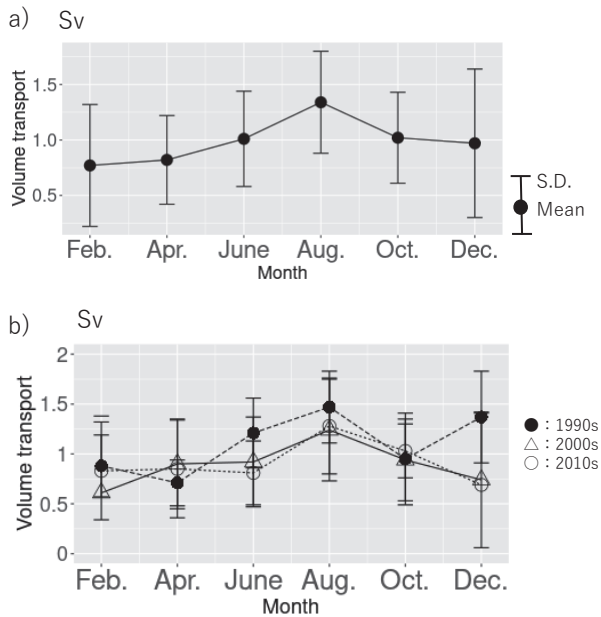 a) Sv
Volume transport
1.5
1.0
0.5
Feb. Apr. June Aug. Oct. Dec.
Month
S.D.
Mean
b) Sv
Volume transport
2
1.5
1
0.5
0
Feb. Apr. June Aug. Oct. Dec.
Month
: 1990s
: 2000s
: 2010s